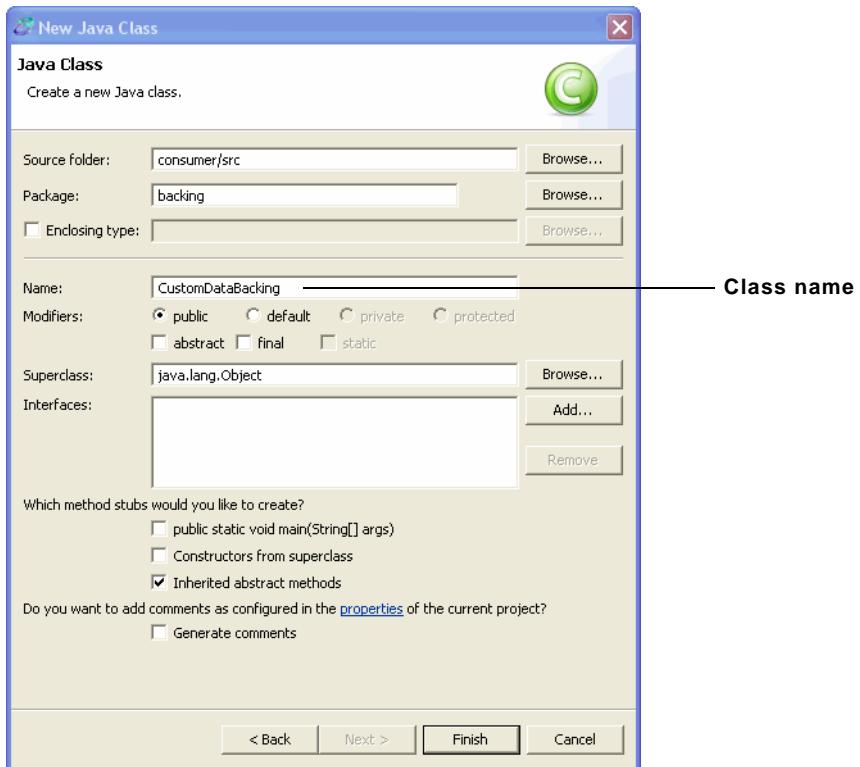 New Java Class
Java Class
Create a new Java class.
C
Source folder: consumer/src Browse...
Package: backing Browse...
Enclosing type: Browse...
Name: CustomDataBacking Class name
Modifiers: public default private protected
abstract final static
Superclass: java.lang.Object Browse...
Interfaces: Add...
Remove
Which method stubs would you like to create?
public static void main(String[] args)
Constructors from superclass
Inherited abstract methods
Do you want to add comments as configured in the properties of the current project?
Generate comments
< Back Next > Finish Cancel